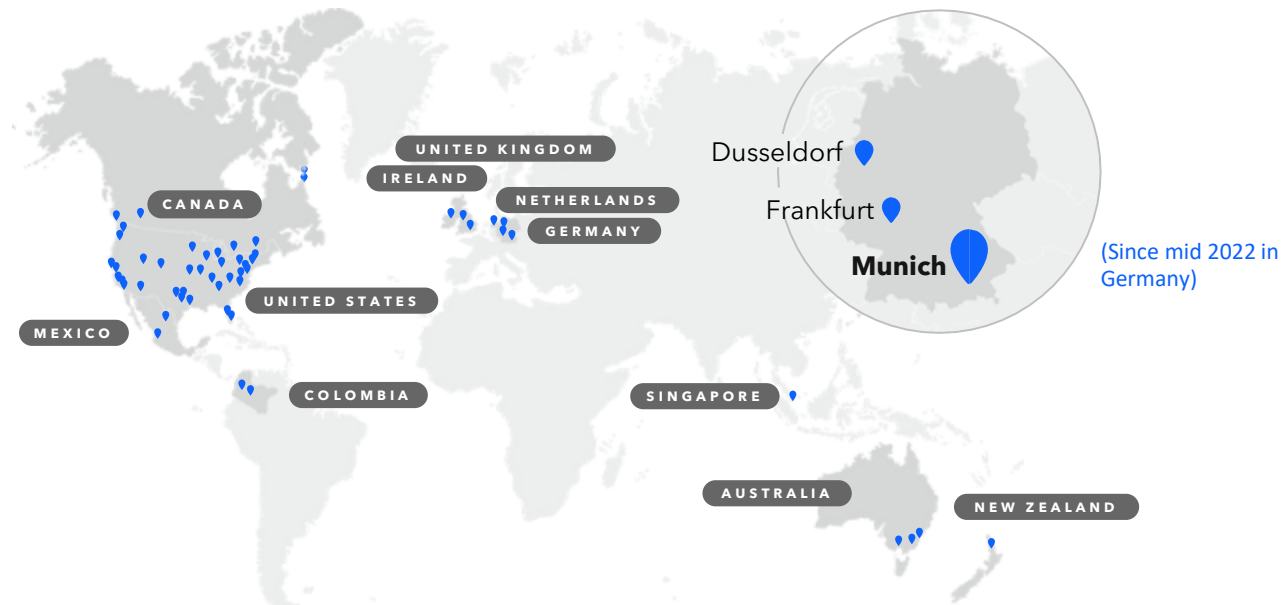 UNITED KINGDOM
IRELAND
NETHERLANDS
CANADA
GERMANY
UNITED STATES
MEXICO
COLOMBIA
SINGAPORE
AUSTRALIA
NEW ZEALAND
Dusseldorf
Frankfurt
Munich
(Since mid 2022 in
Germany)